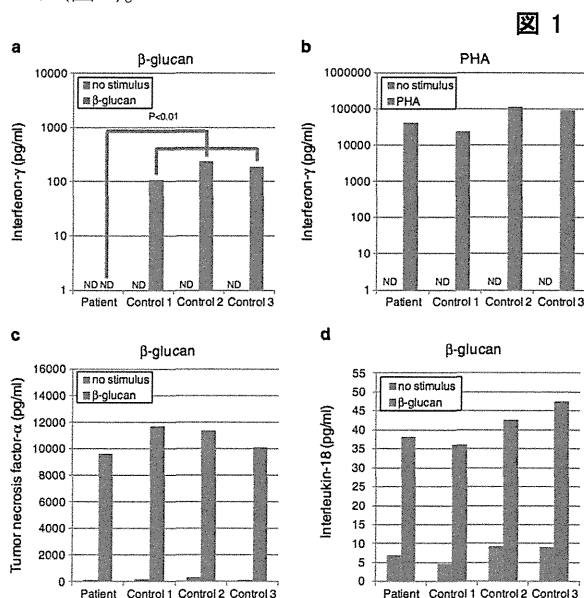 図 1
a
β-glucan
Interferon-γ (pg/ml)
10000
1000
100
10
1
no stimulus
β-glucan
P<0.01
ND ND ND ND ND
Patient Control 1 Control 2 Control 3
b
PHA
Interferon-γ (pg/ml)
1000000
100000
10000
1000
100
10
1
no stimulus
PHA
ND ND ND ND
Patient Control 1 Control 2 Control 3
c
β-glucan
Tumor necrosis factor-α (pg/ml)
16000
14000
12000
10000
8000
6000
4000
2000
0
no stimulus
β-glucan
Patient Control 1 Control 2 Control 3
d
β-glucan
Interleukin-18 (pg/ml)
55
50
45
40
35
30
25
20
15
10
5
0
no stimulus
β-glucan
Patient Control 1 Control 2 Control 3